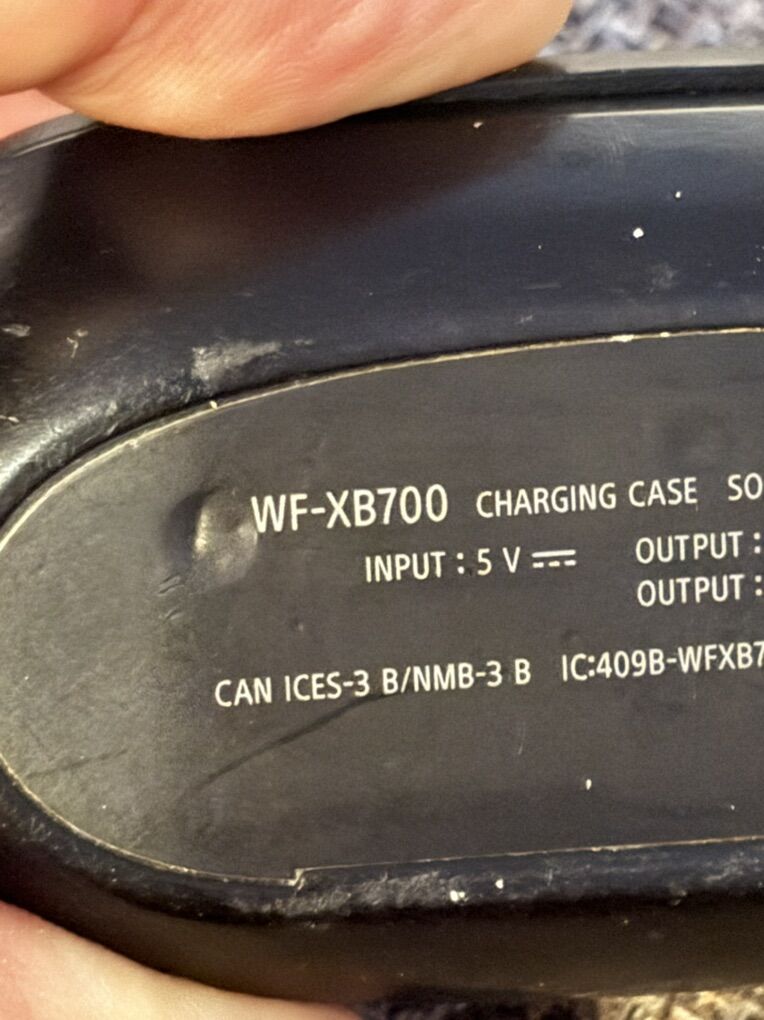 WF-XB700 CHARGING CASE SO
INPUT : 5 V ⎓ OUTPUT :
OUTPUT :
CAN ICES-3 B/NMB-3 B IC:409B-WFXB7